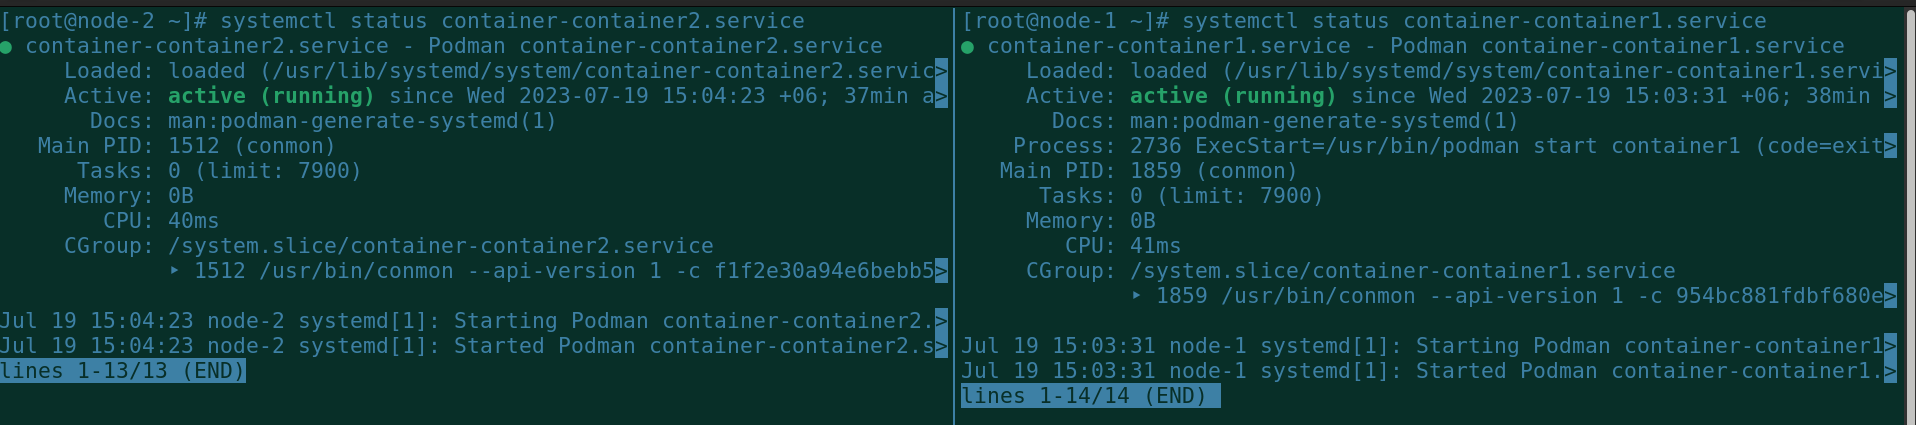 [root@node-2 ~]# systemctl status container-container2.service
● container-container2.service - Podman container-container2.service
Loaded: loaded (/usr/lib/systemd/system/container-container2.servic>
Active: active (running) since Wed 2023-07-19 15:04:23 +06; 37min a>
Docs: man:podman-generate-systemd(1)
Main PID: 1512 (conmon)
Tasks: 0 (limit: 7900)
Memory: 0B
CPU: 40ms
CGroup: /system.slice/container-container2.service
‣ 1512 /usr/bin/conmon --api-version 1 -c f1f2e30a94e6bebb5>
Jul 19 15:04:23 node-2 systemd[1]: Starting Podman container-container2.>
Jul 19 15:04:23 node-2 systemd[1]: Started Podman container-container2.s>
lines 1-13/13 (END)
[root@node-1 ~]# systemctl status container-container1.service
● container-container1.service - Podman container-container1.service
Loaded: loaded (/usr/lib/systemd/system/container-container1.servi>
Active: active (running) since Wed 2023-07-19 15:03:31 +06; 38min >
Docs: man:podman-generate-systemd(1)
Process: 2736 ExecStart=/usr/bin/podman start container1 (code=exit>
Main PID: 1859 (conmon)
Tasks: 0 (limit: 7900)
Memory: 0B
CPU: 41ms
CGroup: /system.slice/container-container1.service
‣ 1859 /usr/bin/conmon --api-version 1 -c 954bc881fdbf680e>
Jul 19 15:03:31 node-1 systemd[1]: Starting Podman container-container1>
Jul 19 15:03:31 node-1 systemd[1]: Started Podman container-container1.>
lines 1-14/14 (END)